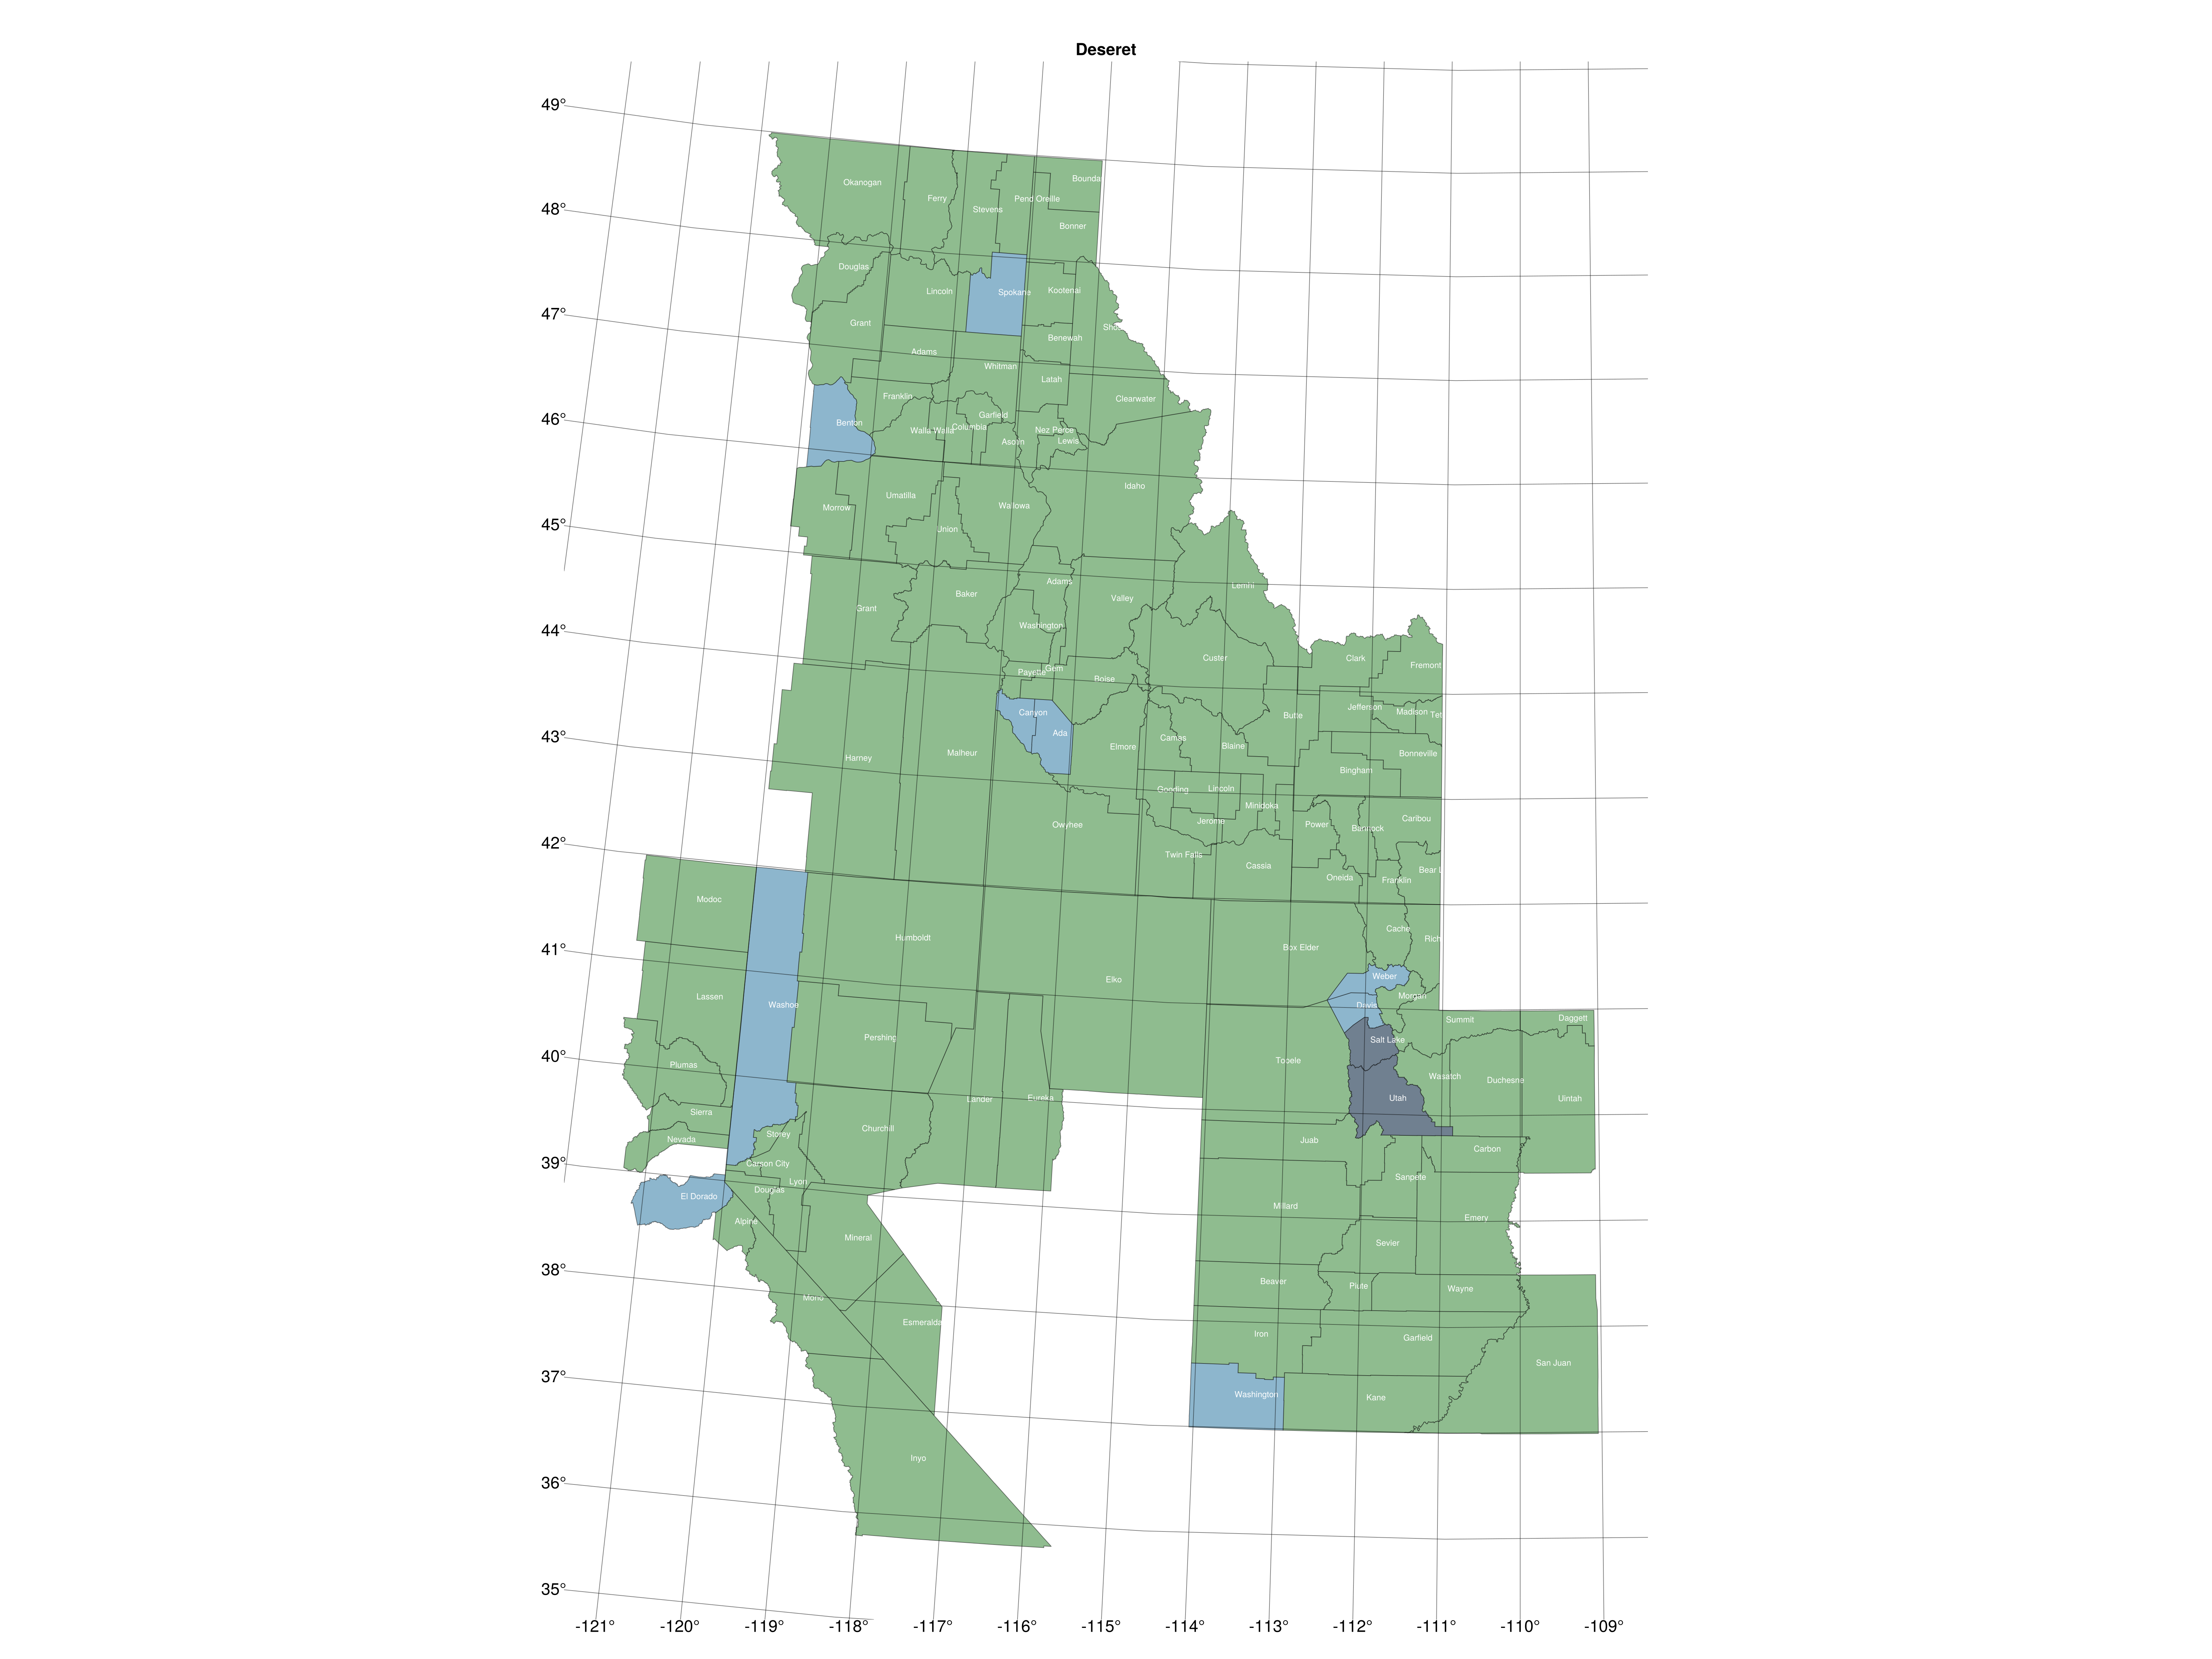 Deseret
49°
48°
47°
46°
45°
44°
43°
42°
41°
40°
39°
38°
37°
36°
35°
Okanogan
Ferry
Stevens
Pend Oreille
Bounda
Bonner
Douglas
Lincoln
Spokane
Kootenai
Grant
Adams
Whitman
Benewah
Sho
Latah
Clearwater
Franklin
Benton
Walla Walla
Columbia
Garfield
Asotin
Nez Perce
Lewis
Idaho
Umatilla
Morrow
Union
Wallowa
Grant
Baker
Adams
Valley
Lemhi
Washington
Payette
Gem
Boise
Custer
Clark
Fremont
Canyon
Ada
Elmore
Camas
Blaine
Butte
Jefferson
Madison
Tet
Bonneville
Bingham
Harney
Malheur
Owyhee
Gooding
Lincoln
Minidoka
Jerome
Twin Falls
Cassia
Power
Bannock
Caribou
Oneida
Franklin
Bear L
Modoc
Humboldt
Elko
Box Elder
Cache
Rich
Lassen
Washoe
Weber
Davis
Morgan
Summit
Daggett
Pershing
Tooele
Salt Lake
Plumas
Wasatch
Duchesne
Uintah
Utah
Sierra
Lander
Eureka
Nevada
Storey
Churchill
Juab
Carbon
Carson City
Lyon
Douglas
El Dorado
Sanpete
Alpine
Mineral
Millard
Emery
Sevier
Mono
Esmeralda
Beaver
Piute
Wayne
Iron
Garfield
San Juan
Washington
Kane
Inyo
-121°
-120°
-119°
-118°
-117°
-116°
-115°
-114°
-113°
-112°
-111°
-110°
-109°